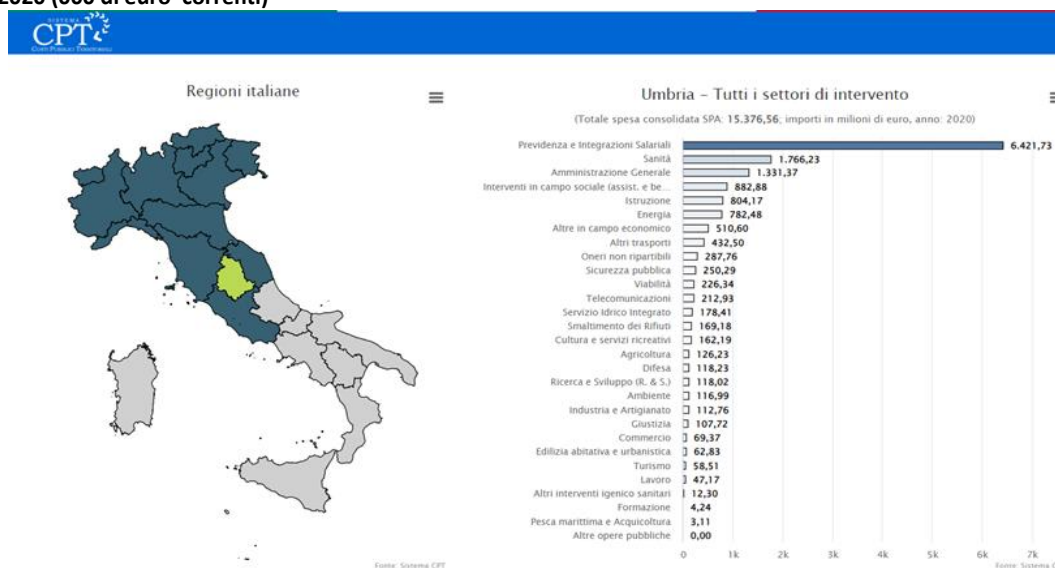 2020 (000 di euro correnti)
SISTEMA
CPT
CONTI PUBBLICI TERRITORIALI
Regioni italiane
Umbria – Tutti i settori di intervento
(Totale spesa consolidata SPA: 15.376,56; importi in milioni di euro, anno: 2020)
Previdenza e Integrazioni Salariali 6.421,73
Sanità 1.766,23
Amministrazione Generale 1.331,37
Interventi in campo sociale (assist. e be... 882,88
Istruzione 804,17
Energia 782,48
Altre in campo economico 510,60
Altri trasporti 432,50
Oneri non ripartibili 287,76
Sicurezza pubblica 250,29
Viabilità 226,34
Telecomunicazioni 212,93
Servizio Idrico Integrato 178,41
Smaltimento dei Rifiuti 169,18
Cultura e servizi ricreativi 162,19
Agricoltura 126,23
Difesa 118,23
Ricerca e Sviluppo (R. & S.) 118,02
Ambiente 116,99
Industria e Artigianato 112,76
Giustizia 107,72
Commercio 69,37
Edilizia abitativa e urbanistica 62,83
Turismo 58,51
Lavoro 47,17
Altri interventi igenico sanitari 12,30
Formazione 4,24
Pesca marittima e Acquicoltura 3,11
Altre opere pubbliche 0,00
0 1k 2k 3k 4k 5k 6k 7k
Fonte: Sistema CPT
Fonte: Sistema C